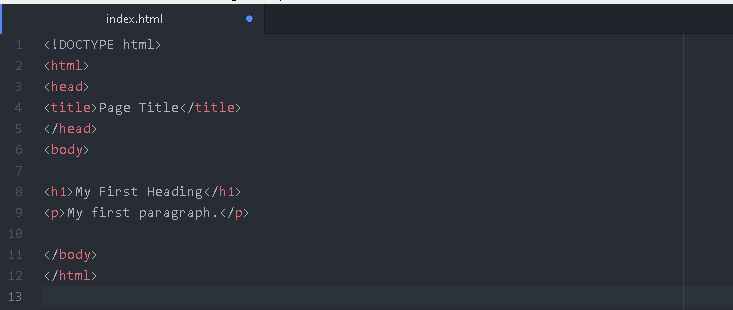 index.html
1 <!DOCTYPE html>
2 <html>
3 <head>
4 <title>Page Title</title>
5 </head>
6 <body>
7
8 <h1>My First Heading</h1>
9 <p>My first paragraph.</p>
10
11 </body>
12 </html>
13